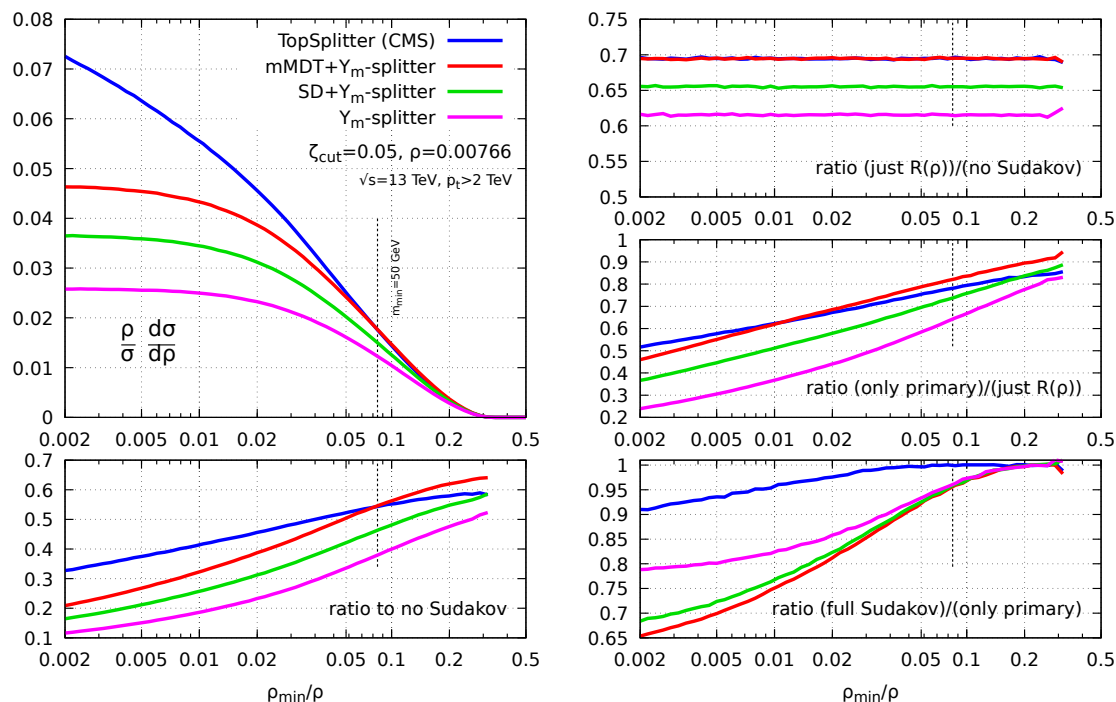 0.08
0.07
0.06
0.05
0.04
0.03
0.02
0.01
0
TopSplitter (CMS)
mMDT+Ym-splitter
SD+Ym-splitter
Ym-splitter
ζcut=0.05, ρ=0.00766
√s=13 TeV, pt>2 TeV
mmin=50 GeV
ρ dσ
σ dρ
0.002 0.005 0.01 0.02 0.05 0.1 0.2 0.5
0.7
0.6
0.5
0.4
0.3
0.2
0.1
ratio to no Sudakov
0.002 0.005 0.01 0.02 0.05 0.1 0.2 0.5
ρmin/ρ
0.75
0.7
0.65
0.6
0.55
0.5
ratio (just R(ρ))/(no Sudakov)
0.002 0.005 0.01 0.02 0.05 0.1 0.2 0.5
1
0.9
0.8
0.7
0.6
0.5
0.4
0.3
0.2
ratio (only primary)/(just R(ρ))
0.002 0.005 0.01 0.02 0.05 0.1 0.2 0.5
1
0.95
0.9
0.85
0.8
0.75
0.7
0.65
ratio (full Sudakov)/(only primary)
0.002 0.005 0.01 0.02 0.05 0.1 0.2 0.5
ρmin/ρ